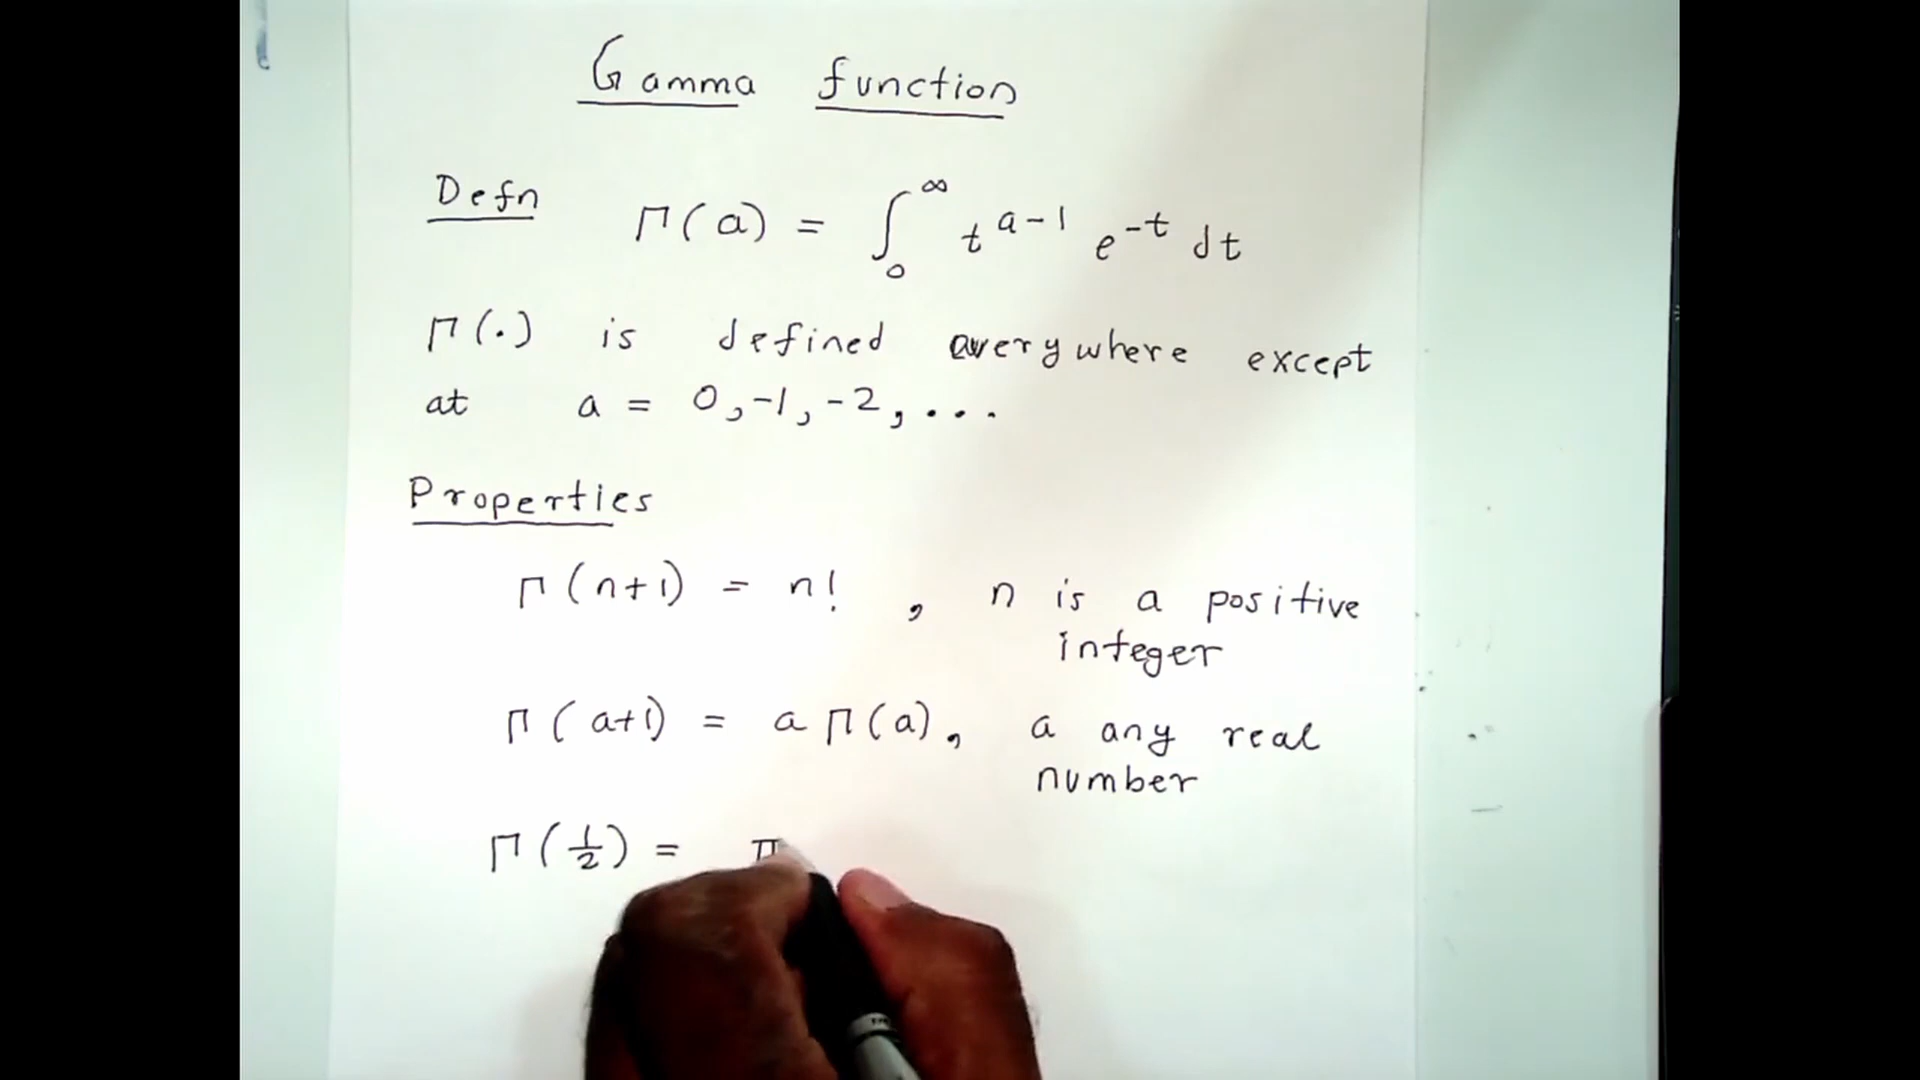 Gamma function
Defn Γ(a) = ∫₀^∞ t^(a-1) e^(-t) dt
Γ(.) is defined everywhere except
at a = 0, -1, -2, ...
Properties
Γ(n+1) = n! , n is a positive
integer
Γ(a+1) = a Γ(a), a any real
number
Γ(1/2) = π